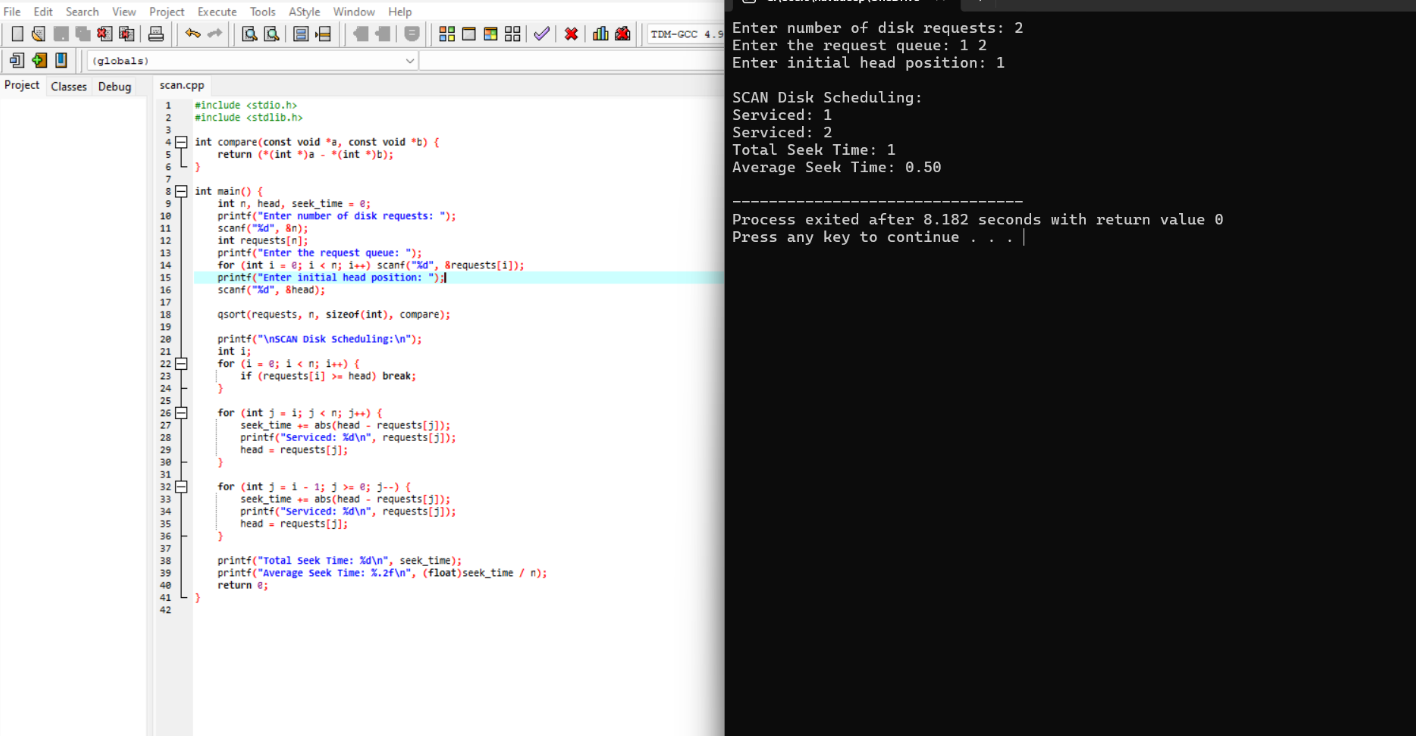 File Edit Search View Project Execute Tools AStyle Window Help
TDM-GCC 4.9
(globals)
Project Classes Debug
scan.cpp
1 #include <stdio.h>
2 #include <stdlib.h>
3
4 int compare(const void *a, const void *b) {
5 return (*(int *)a - *(int *)b);
6 }
7
8 int main() {
9 int n, head, seek_time = 0;
10 printf("Enter number of disk requests: ");
11 scanf("%d", &n);
12 int requests[n];
13 printf("Enter the request queue: ");
14 for (int i = 0; i < n; i++) scanf("%d", &requests[i]);
15 printf("Enter initial head position: ");
16 scanf("%d", &head);
17
18 qsort(requests, n, sizeof(int), compare);
19
20 printf("\nSCAN Disk Scheduling:\n");
21 int i;
22 for (i = 0; i < n; i++) {
23 if (requests[i] >= head) break;
24 }
25
26 for (int j = i; j < n; j++) {
27 seek_time += abs(head - requests[j]);
28 printf("Serviced: %d\n", requests[j]);
29 head = requests[j];
30 }
31
32 for (int j = i - 1; j >= 0; j--) {
33 seek_time += abs(head - requests[j]);
34 printf("Serviced: %d\n", requests[j]);
35 head = requests[j];
36 }
37
38 printf("Total Seek Time: %d\n", seek_time);
39 printf("Average Seek Time: %.2f\n", (float)seek_time / n);
40 return 0;
41 }
42
Enter number of disk requests: 2
Enter the request queue: 1 2
Enter initial head position: 1
SCAN Disk Scheduling:
Serviced: 1
Serviced: 2
Total Seek Time: 1
Average Seek Time: 0.50
--------------------------------
Process exited after 8.182 seconds with return value 0
Press any key to continue . . .